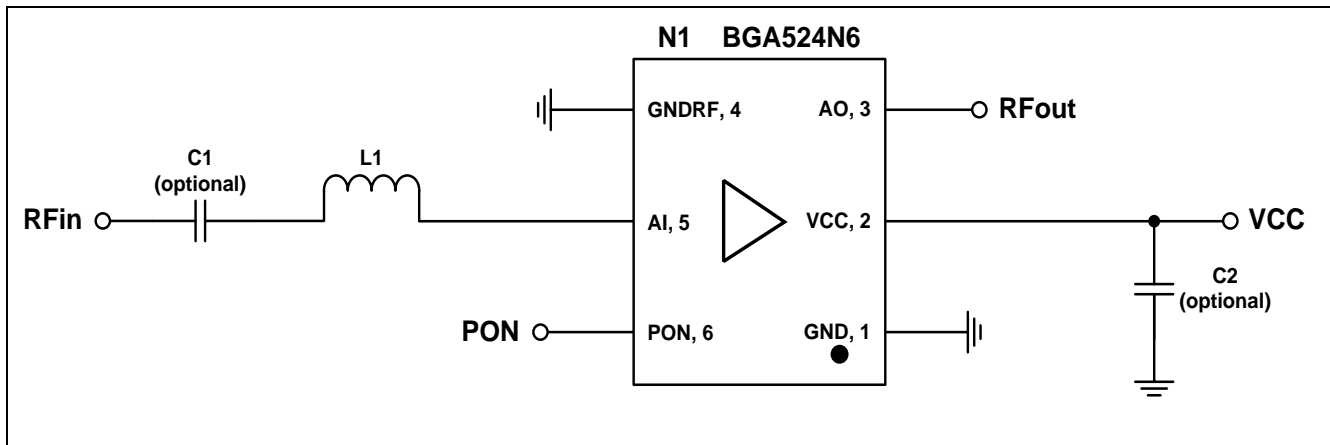 N1 BGA524N6
GNDRF, 4
AO, 3
RFout
C1
(optional)
L1
RFin
AI, 5
VCC, 2
VCC
C2
(optional)
PON
PON, 6
GND, 1